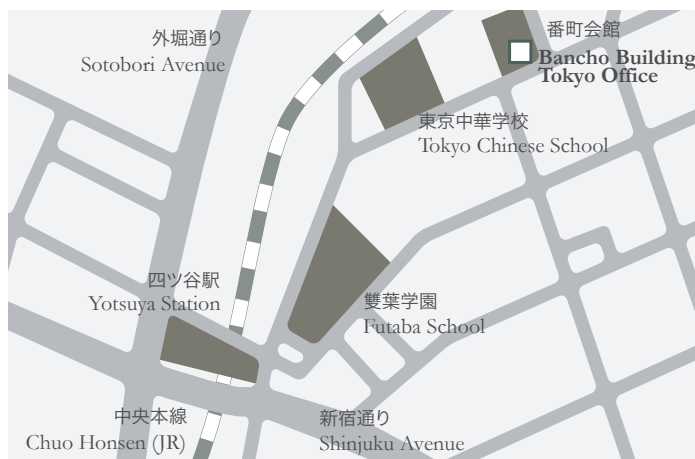 外堀通り
Sotobori Avenue
番町会館
Bancho Building
Tokyo Office
東京中華学校
Tokyo Chinese School
四ツ谷駅
Yotsuya Station
雙葉学園
Futaba School
中央本線
Chuo Honsen (JR)
新宿通り
Shinjuku Avenue